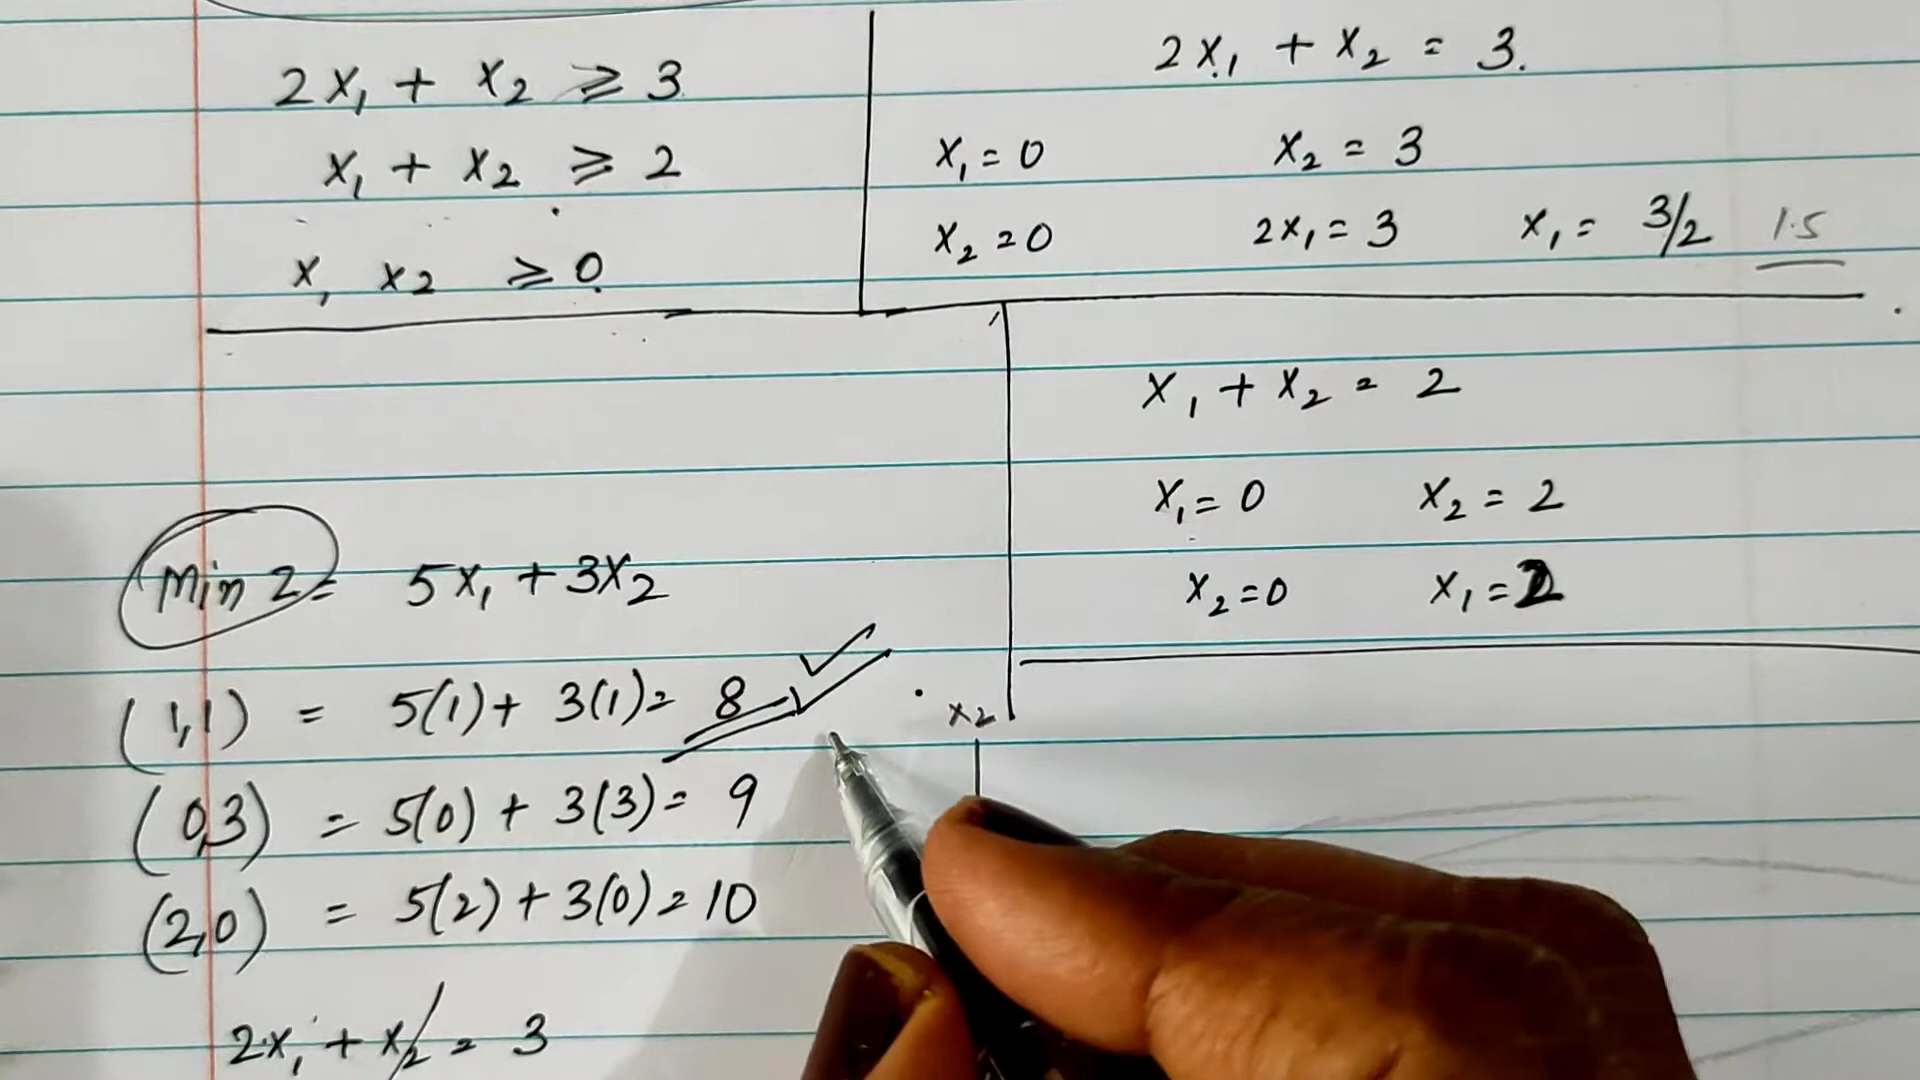 2x₁ + x₂ ≥ 3
x₁ + x₂ ≥ 2
x₁ x₂ ≥ 0
2x₁ + x₂ = 3.
x₁ = 0 x₂ = 3
x₂ = 0 2x₁ = 3 x₁ = 3/2 1.5
x₁ + x₂ = 2
x₁ = 0 x₂ = 2
x₂ = 0 x₁ = 2
Min Z = 5x₁ + 3x₂
(1,1) = 5(1) + 3(1) = 8
(0,3) = 5(0) + 3(3) = 9
(2,0) = 5(2) + 3(0) = 10
2x₁ + x₂ = 3
x₂